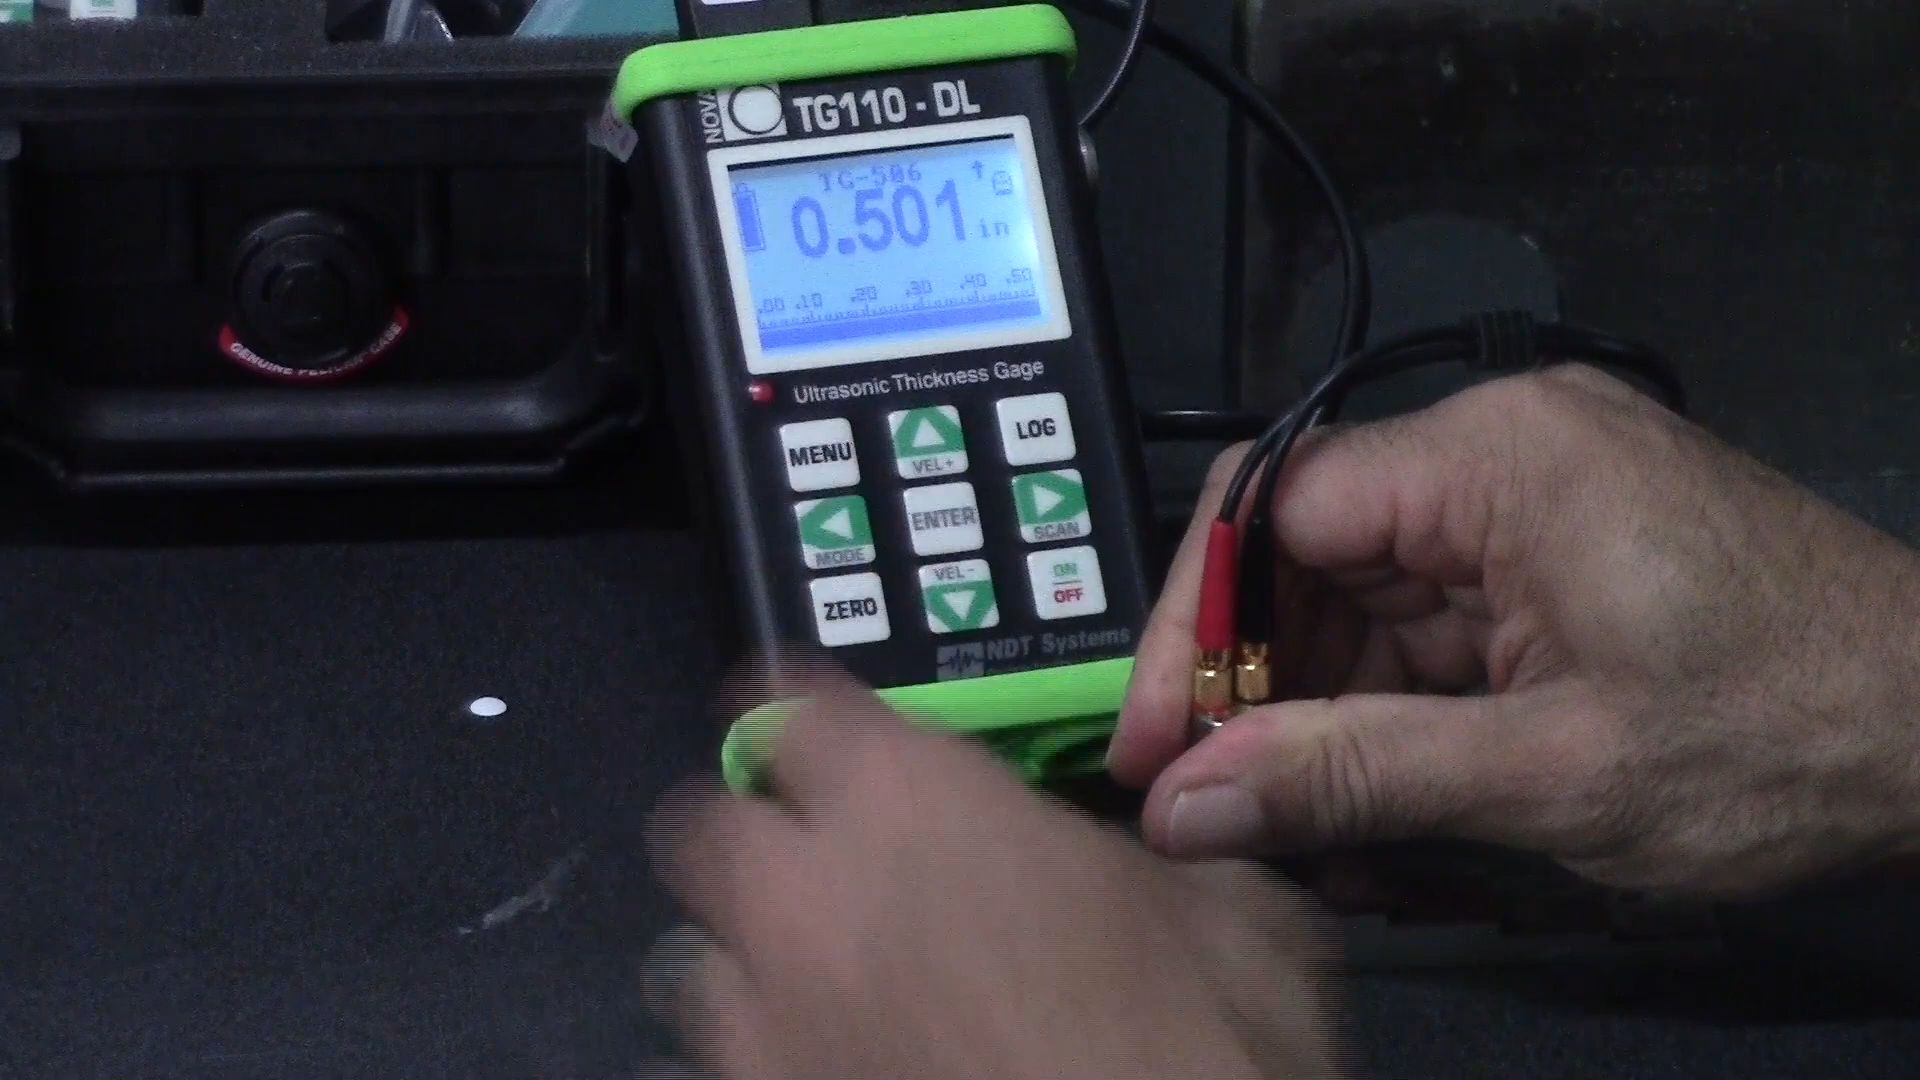 NOVA
TG110-DL
TG-506
0.501 in
.00 .10 .20 .30 .40 .50
Ultrasonic Thickness Gage
MENU
VEL+
LOG
MODE
ENTER
SCAN
ZERO
VEL-
ON
OFF
NDT Systems
GENUINE PELICAN CASE